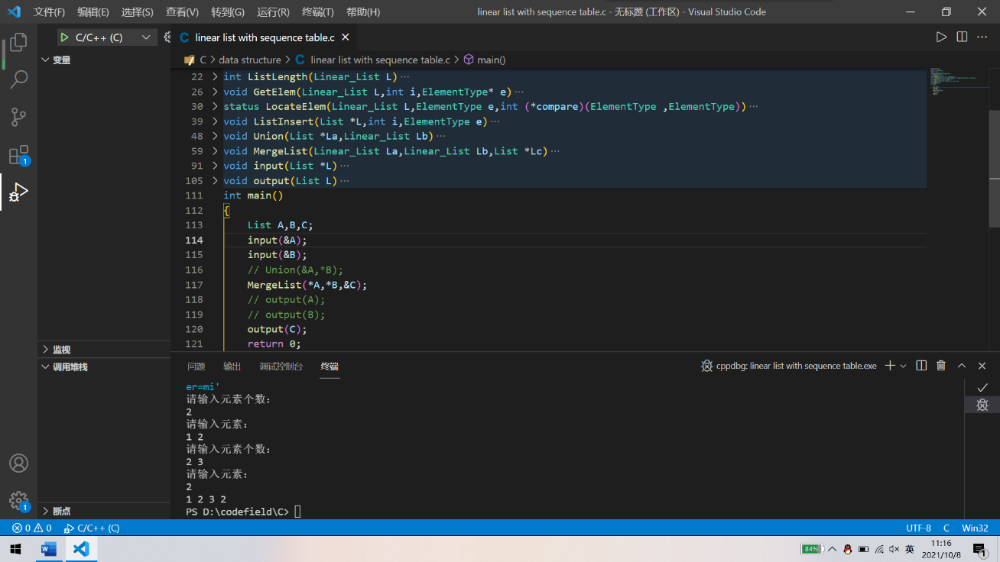 文件(F) 编辑(E) 选择(S) 查看(V) 转到(G) 运行(R) 终端(T) 帮助(H) linear list with sequence table.c - 无标题 (工作区) - Visual Studio Code
C/C++ (C)
C linear list with sequence table.c
变量
C > data structure > C linear list with sequence table.c > main()
22 > int ListLength(Linear_List L)···
26 > void GetElem(Linear_List L,int i,ElementType* e)···
30 > status LocateElem(Linear_List L,ElementType e,int (*compare)(ElementType ,ElementType))···
39 > void ListInsert(List *L,int i,ElementType e)···
48 > void Union(List *La,Linear_List Lb)···
59 > void MergeList(Linear_List La,Linear_List Lb,List *Lc)···
91 > void input(List *L)···
105 > void output(List L)···
111 int main()
112 {
113 List A,B,C;
114 input(&A);
115 input(&B);
116 // Union(&A,*B);
117 MergeList(*A,*B,&C);
118 // output(A);
119 // output(B);
120 output(C);
121 return 0;
监视
调用堆栈
断点
问题 输出 调试控制台 终端 cppdbg: linear list with sequence table.exe
er=mi'
请输入元素个数:
2
请输入元素:
1 2
请输入元素个数:
2 3
请输入元素:
2
1 2 3 2
PS D:\codefield\C>
1
1
0 0 C/C++ (C) UTF-8 C Win32
84% 英 11:16
2021/10/8
1